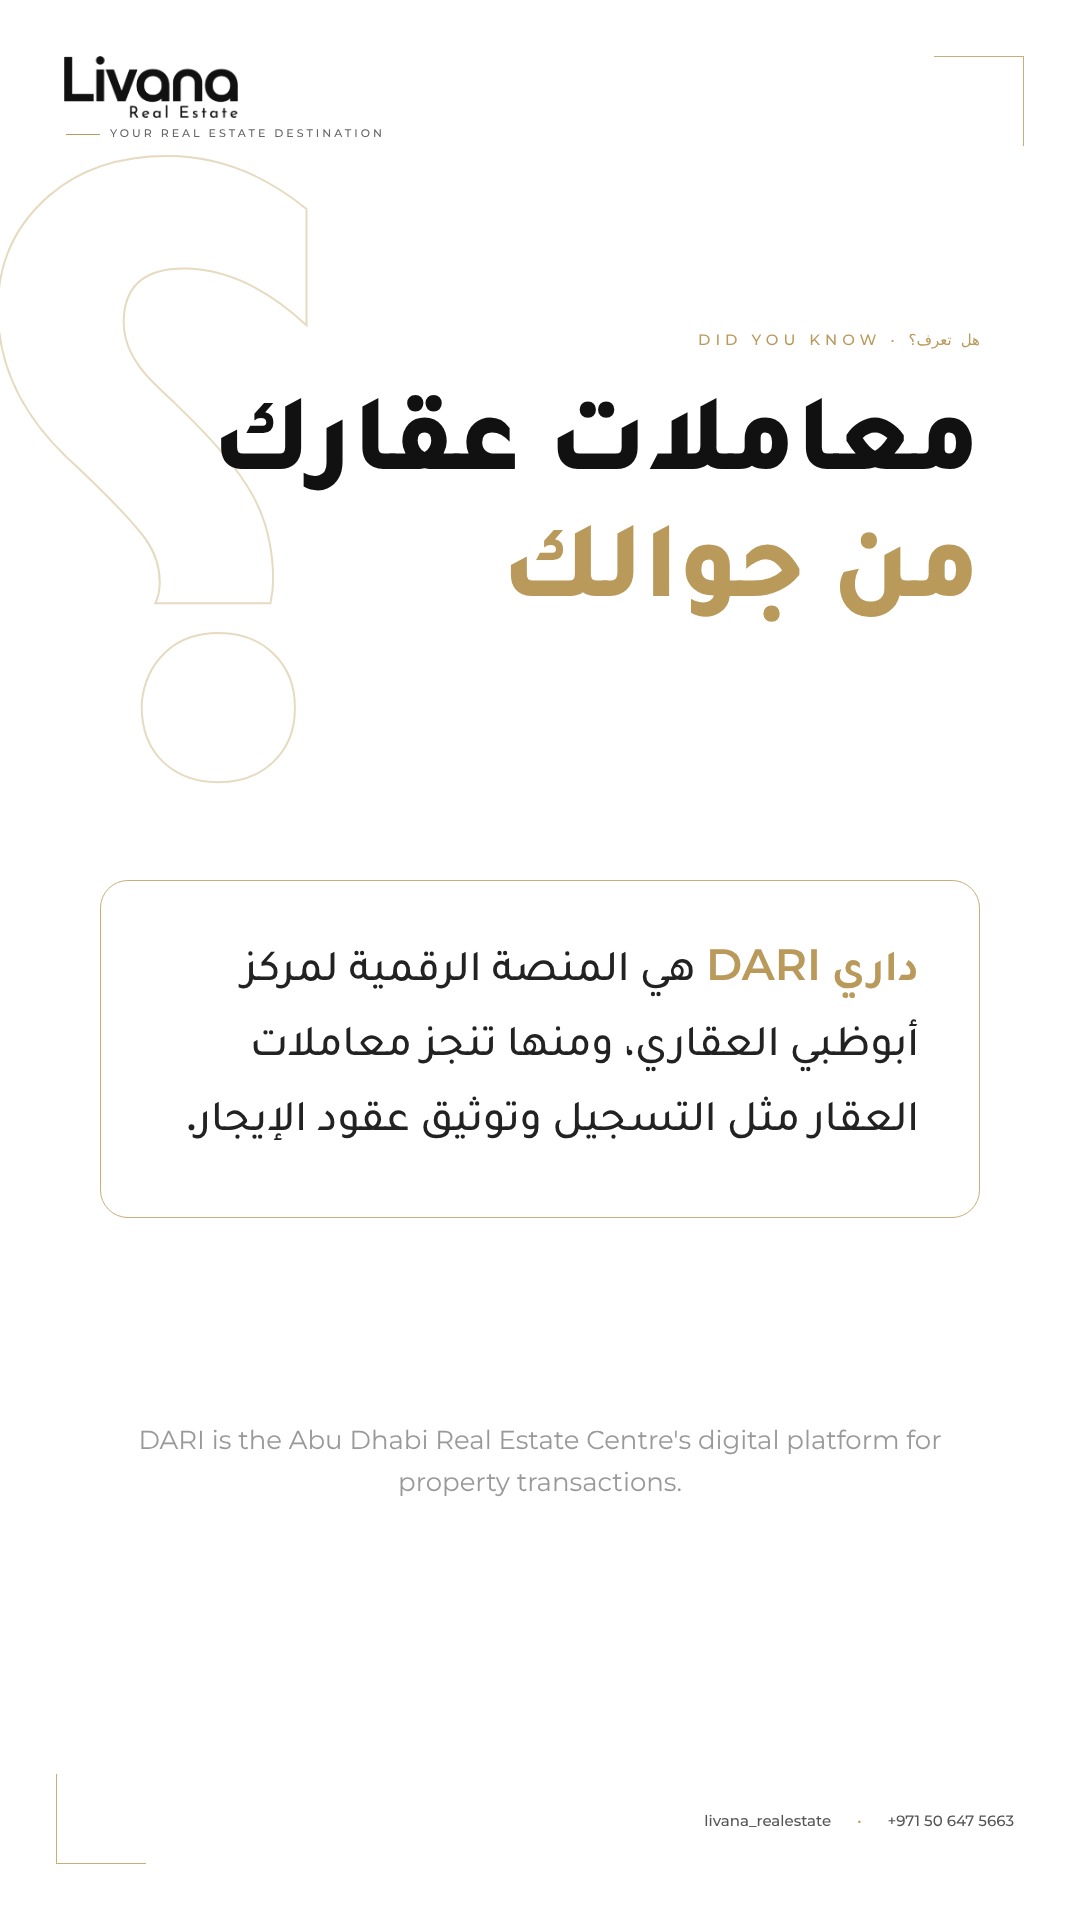 Livana
Real Estate
YOUR REAL ESTATE DESTINATION
؟
هل تعرف؟ · DID YOU KNOW
معاملات عقارك
من جوالك
داري DARI هي المنصة الرقمية لمركز
أبوظبي العقاري، ومنها تنجز معاملات
العقار مثل التسجيل وتوثيق عقود الإيجار.
DARI is the Abu Dhabi Real Estate Centre's digital platform for
property transactions.
livana_realestate · +971 50 647 5663